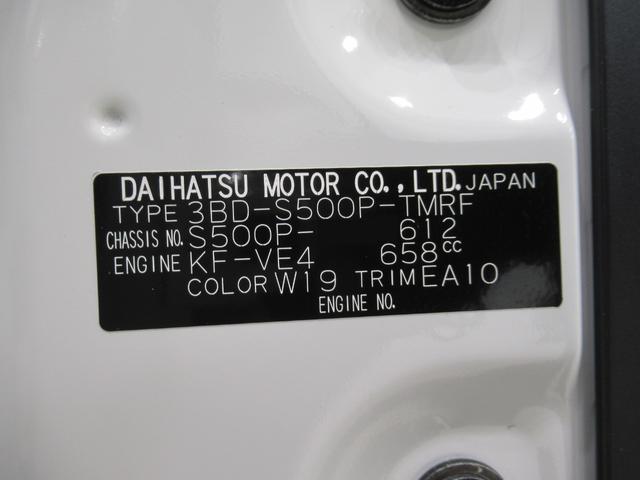 DAIHATSU MOTOR CO.,LTD. JAPAN
TYPE 3BD-S500P-TMRF
CHASSIS NO. S500P- 612
ENGINE KF-VE4 658cc
COLOR W19 TRIM EA10
ENGINE NO.